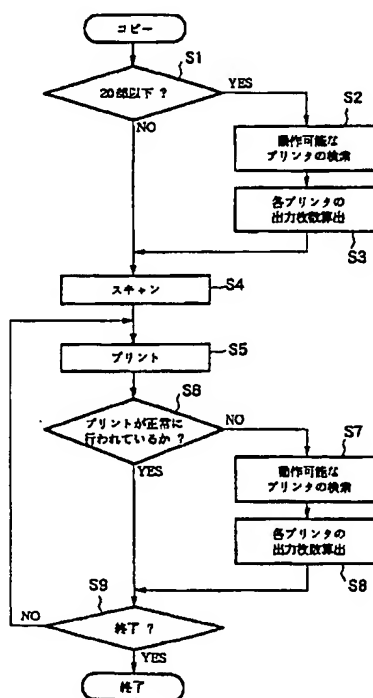 コピー
S1
20部以下 ?
YES
NO
S2
動作可能な
プリンタの検索
各プリンタの
出力枚数算出
S3
スキャン
S4
プリント
S5
S6
プリントが正常に
行われているか ?
NO
YES
S7
動作可能な
プリンタの検索
各プリンタの
出力枚数算出
S8
S9
NO
終了 ?
YES
終了